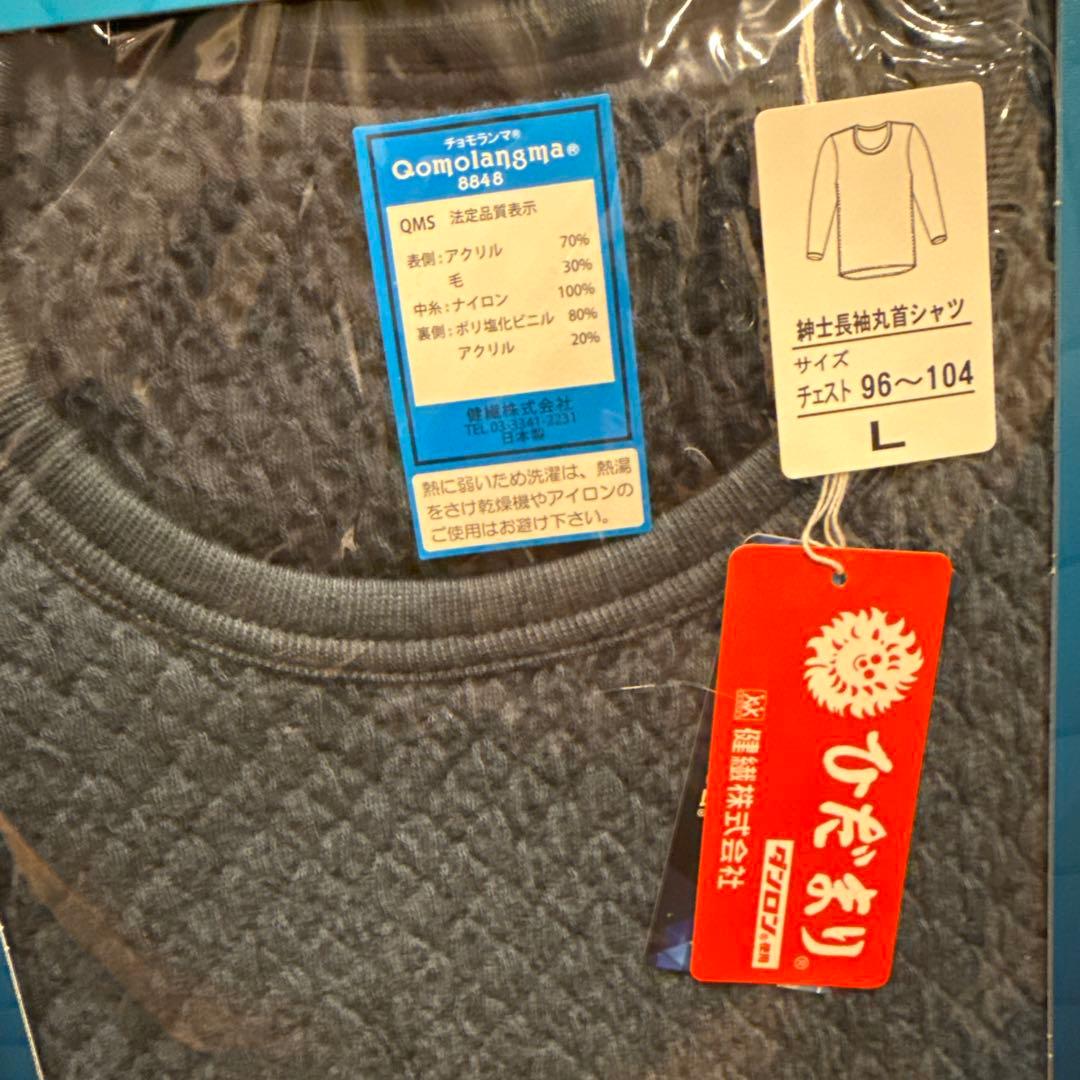 チョモランマ®
Qomolangma®
8848
QMS 法定品質表示
表側:アクリル 70%
毛 30%
中糸:ナイロン 100%
裏側:ポリ塩化ビニル 80%
アクリル 20%
健繊株式会社
TEL.03-3341-2231
日本製
熱に弱いため洗濯は、熱湯
をさけ乾燥機やアイロンの
ご使用はお避け下さい。
紳士長袖丸首シャツ
サイズ
チェスト 96〜104
L
ひだまり®
ダンロン®使用
健繊株式会社